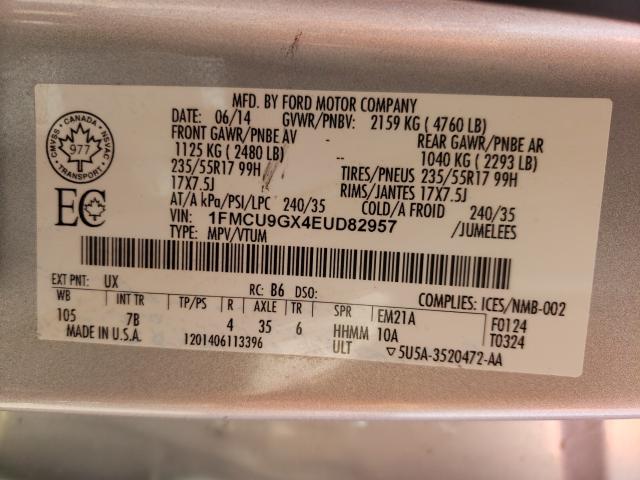 MFD. BY FORD MOTOR COMPANY
DATE: 06/14 GVWR/PNBV: 2159 KG ( 4760 LB)
FRONT GAWR/PNBE AV REAR GAWR/PNBE AR
1125 KG ( 2480 LB) 1040 KG ( 2293 LB)
235/55R17 99H TIRES/PNEUS 235/55R17 99H
17X7.5J RIMS/JANTES 17X7.5J
AT/A kPa/PSI/LPC 240/35 COLD/A FROID 240/35
VIN: 1FMCU9GX4EUD82957 /JUMELEES
TYPE: MPV/VTUM
CANADA
CMVSS NSVAC
977
TRANSPORT
EC
EXT PNT: UX RC: B6 DSO: COMPLIES: ICES/NMB-002
WB INT TR TP/PS R AXLE TR SPR EM21A F0124
105 7B 4 35 6 HHMM 10A T0324
MADE IN U.S.A. 1201406113396 ULT ▽5U5A-3520472-AA